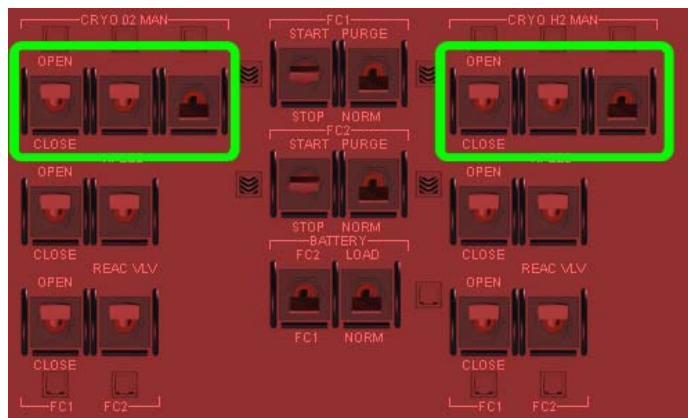 CRYO O2 MAN
FC1
CRYO H2 MAN
START PURGE
OPEN
OPEN
STOP NORM
CLOSE
FC2
CLOSE
START PURGE
OPEN
OPEN
STOP NORM
CLOSE
BATTERY
CLOSE
REAC VLV
FC2 LOAD
REAC VLV
OPEN
OPEN
FC1 NORM
CLOSE
CLOSE
FC1 FC2
FC1 FC2